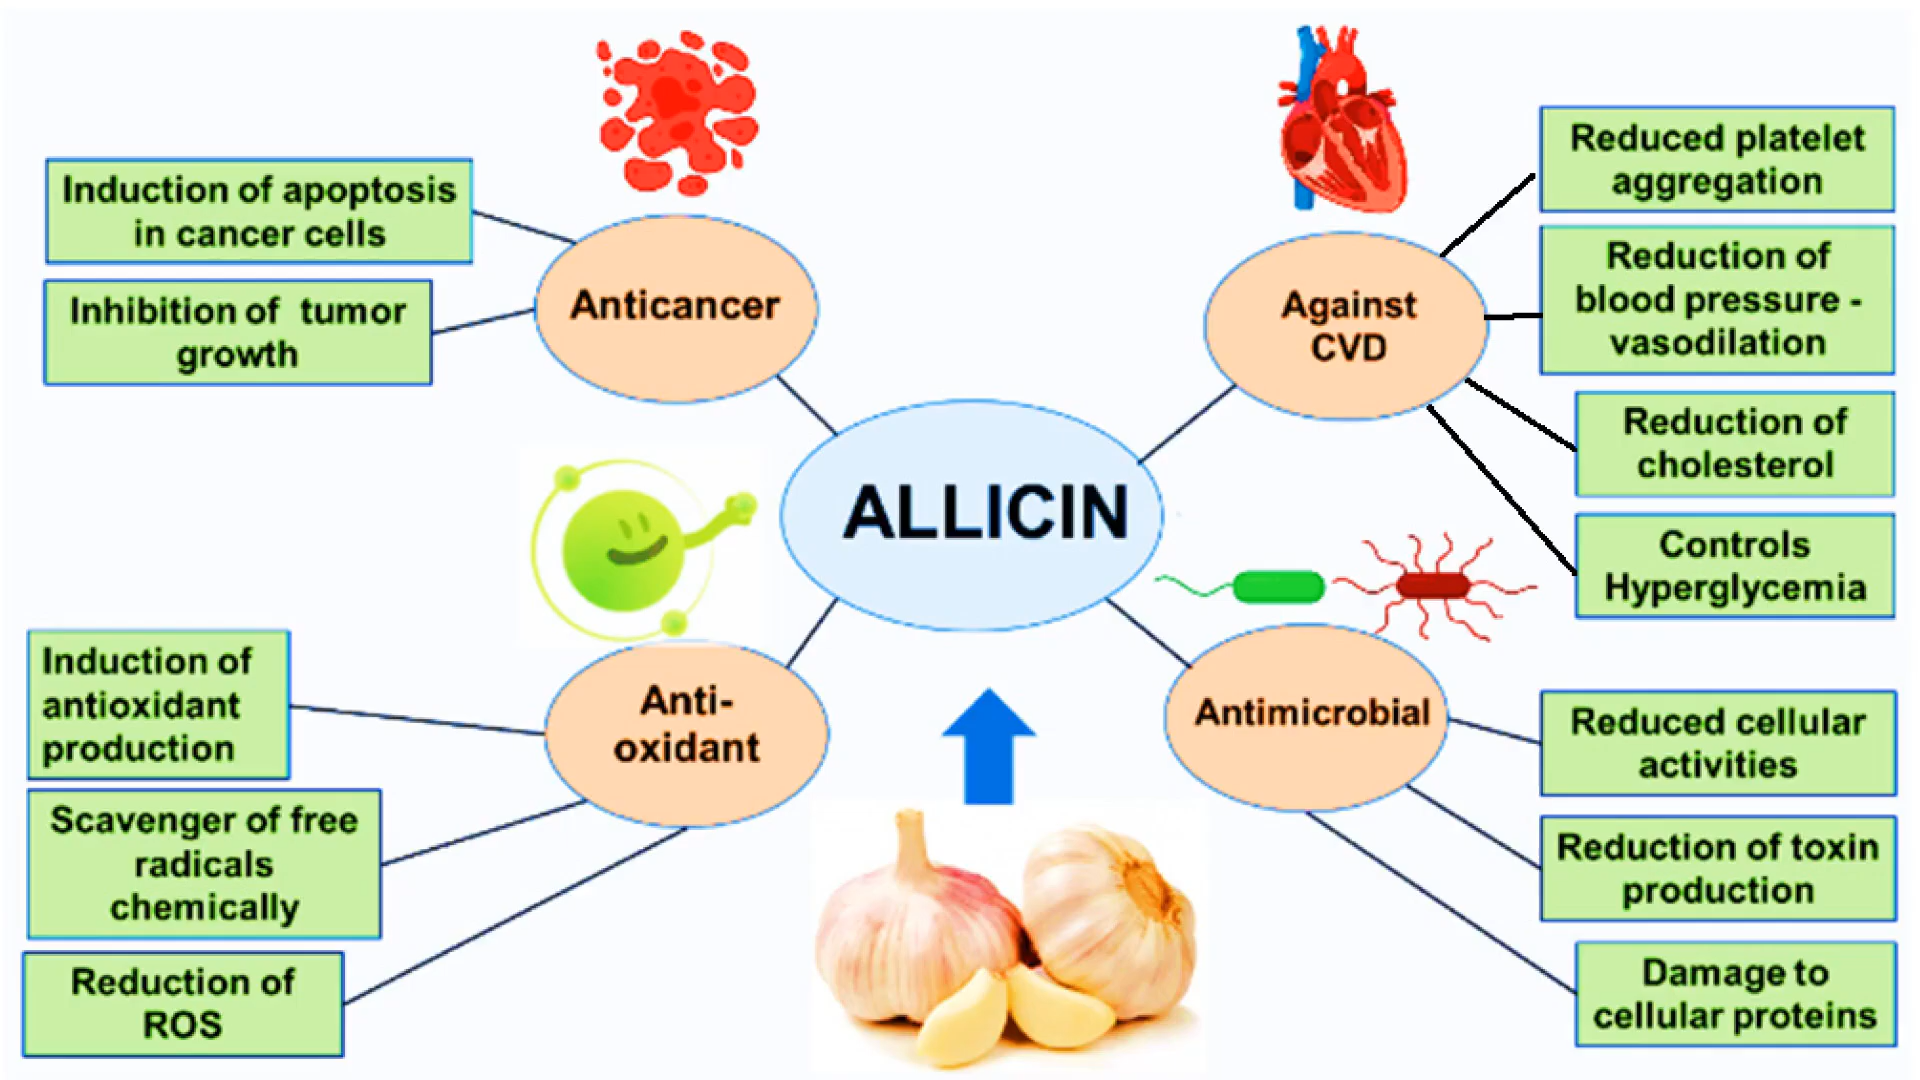 Induction of apoptosis
in cancer cells
Inhibition of tumor
growth
Anticancer
Against
CVD
Reduced platelet
aggregation
Reduction of
blood pressure -
vasodilation
Reduction of
cholesterol
Controls
Hyperglycemia
ALLICIN
Induction of
antioxidant
production
Scavenger of free
radicals
chemically
Reduction of
ROS
Anti-
oxidant
Antimicrobial
Reduced cellular
activities
Reduction of toxin
production
Damage to
cellular proteins